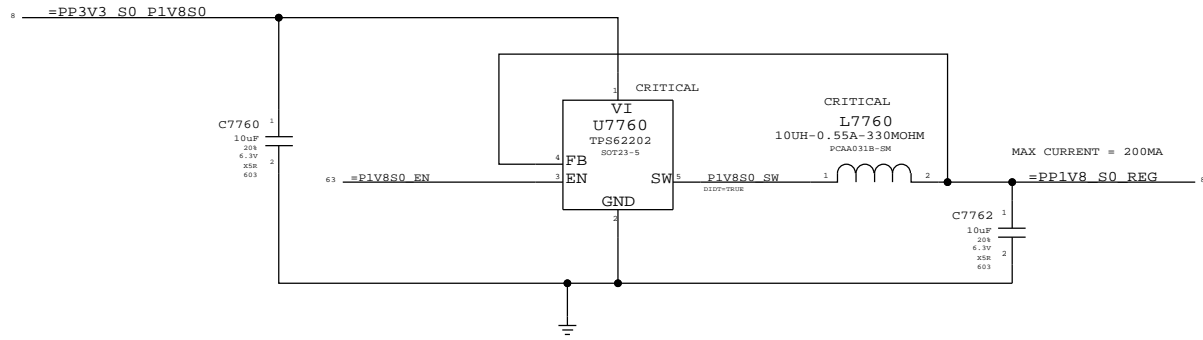 8 =PP3V3_S0_P1V8S0
1 CRITICAL
VI
U7760
TPS62202
SOT23-5
CRITICAL
L7760
10UH-0.55A-330MOHM
PCAA031B-SM
C7760 1
10uF
20%
6.3V 2
X5R
603
4 FB
63 =P1V8S0_EN 3 EN
SW 5 P1V8S0_SW 1 2
DIDT=TRUE
GND
2
MAX CURRENT = 200MA
=PP1V8_S0_REG
C7762 1
10uF
20%
6.3V 2
X5R
603